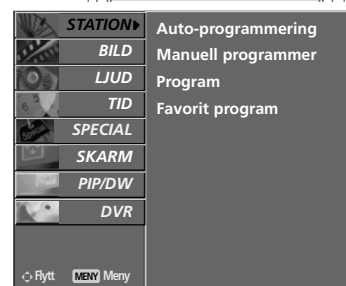 STATION
BILD
LJUD
TID
SPECIAL
SKARM
PIP/DW
DVR
Flytt MENY Meny
Auto-programmering
Manuell programmer
Program
Favorit program